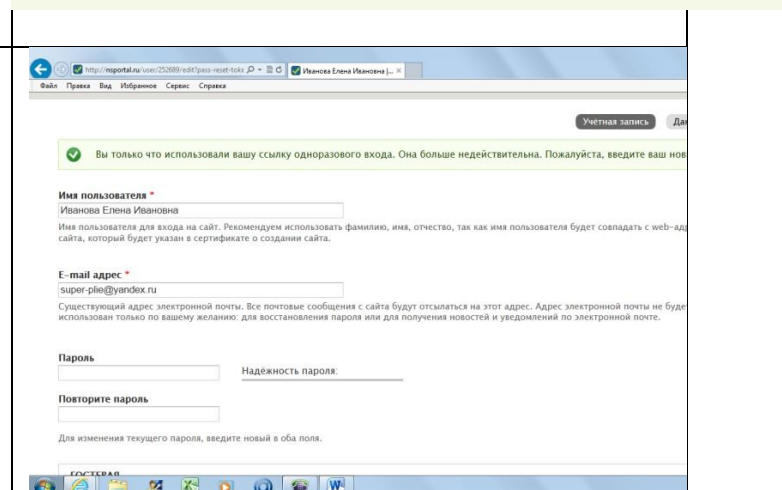 http://nsportal.ru/user/252689/edit?pass-reset-toke
Иванова Елена Ивановна |...
Файл Правка Вид Избранное Сервис Справка
Учётная запись
Вы только что использовали вашу ссылку одноразового входа. Она больше недействительна. Пожалуйста, введите ваш нов
Имя пользователя *
Иванова Елена Ивановна
Имя пользователя для входа на сайт. Рекомендуем использовать фамилию, имя, отчество, так как имя пользователя будет совпадать с web-адр
сайта, который будет указан в сертификате о создании сайта.
E-mail адрес *
super-plie@yandex.ru
Существующий адрес электронной почты. Все почтовые сообщения с сайта будут отсылаться на этот адрес. Адрес электронной почты не буде
использован только по вашему желанию: для восстановления пароля или для получения новостей и уведомлений по электронной почте.
Пароль
Надёжность пароля:
Повторите пароль
Для изменения текущего пароля, введите новый в оба поля.
ГОСТЕВАЯ